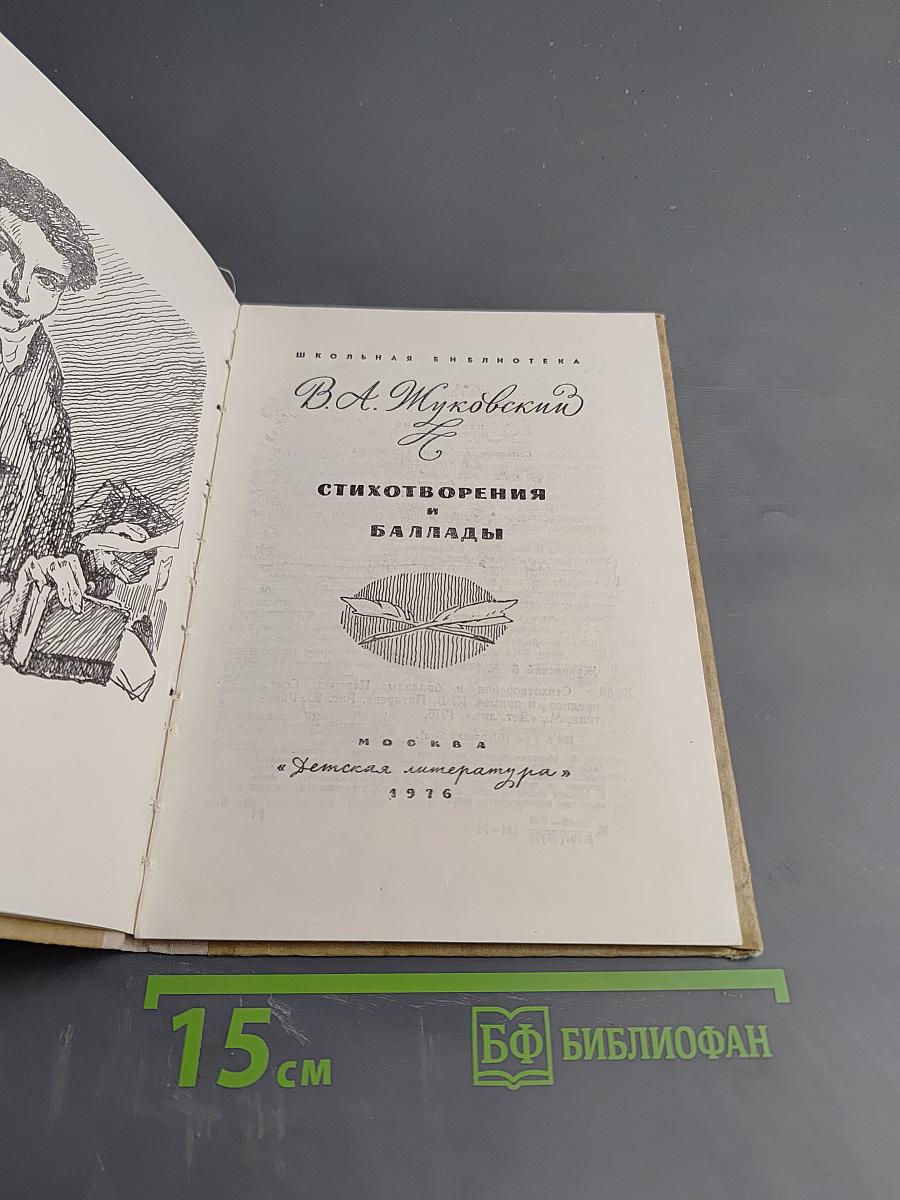 ШКОЛЬНАЯ БИБЛИОТЕКА
В. А. Жуковский
СТИХОТВОРЕНИЯ
И
БАЛЛАДЫ
МОСКВА
«Детская литература»
1976
15 см
БФ БИБЛИОФАН